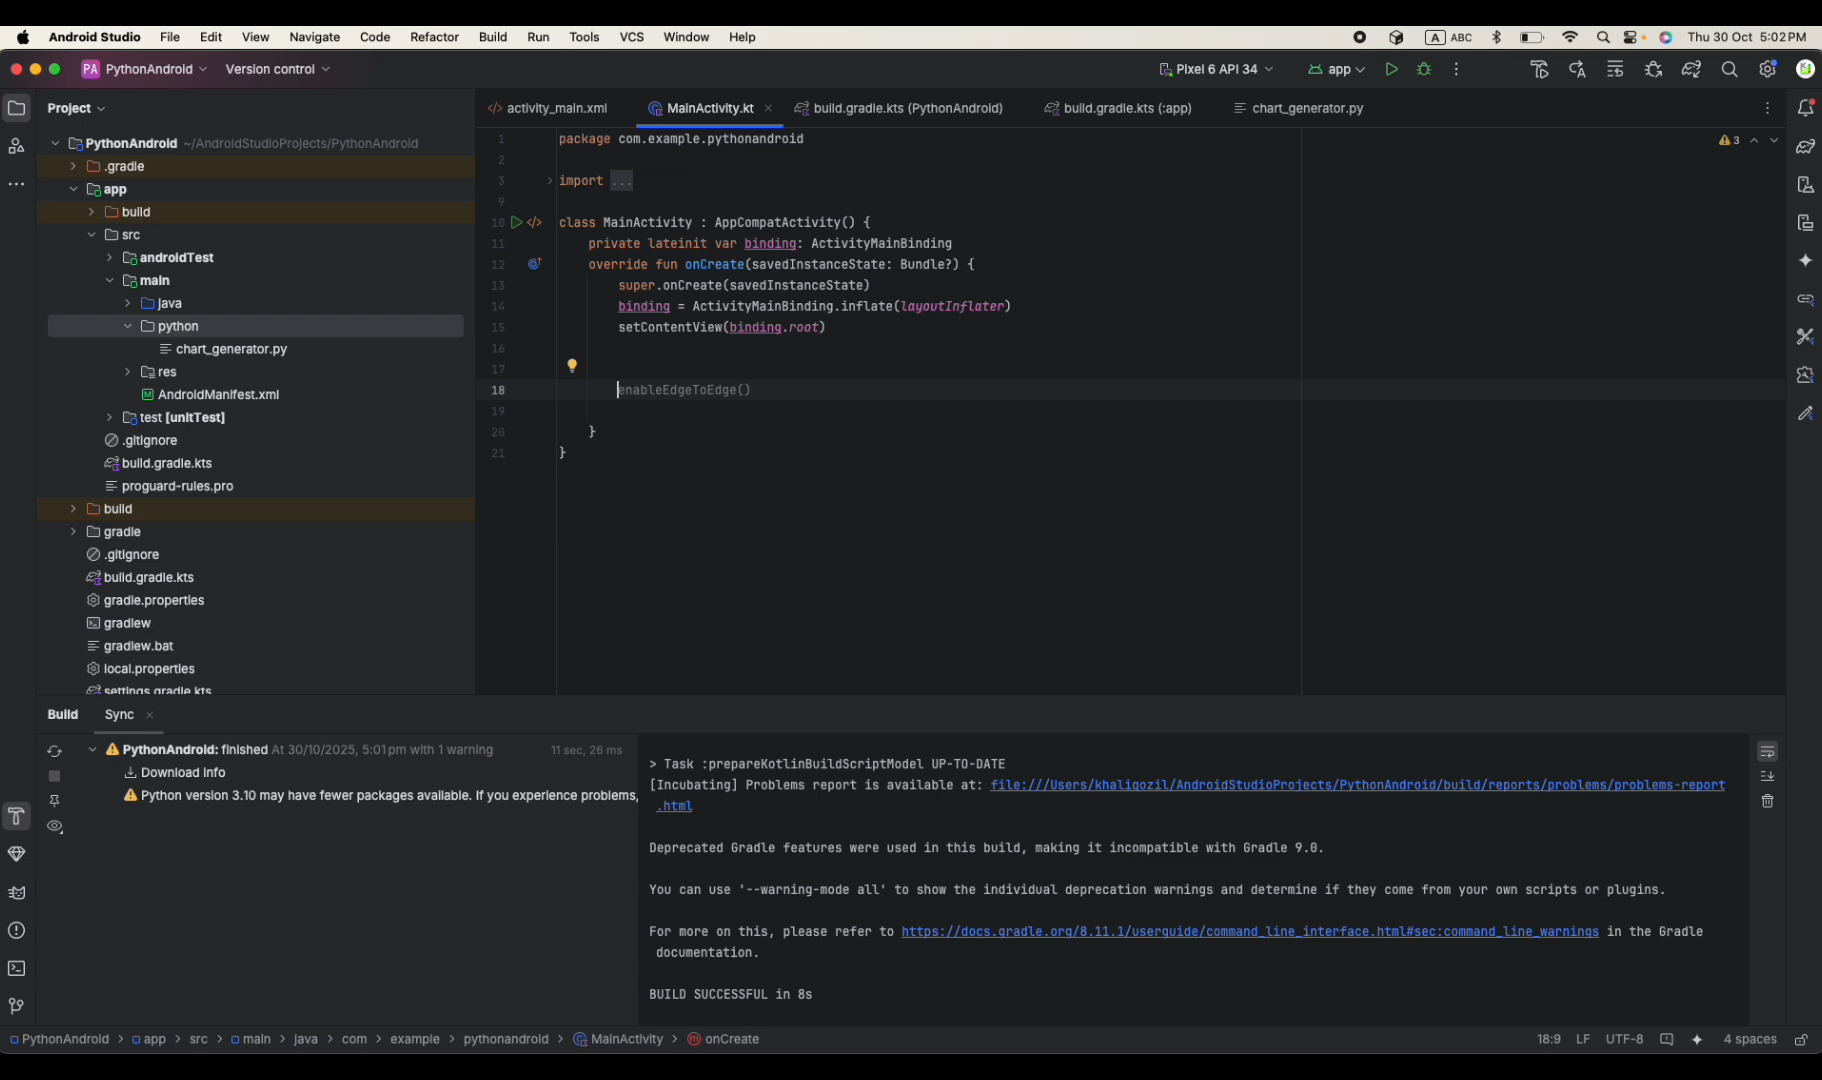 Android Studio File Edit View Navigate Code Refactor Build Run Tools VCS Window Help A ABC Thu 30 Oct 5:02 PM
PA PythonAndroid Version control Pixel 6 API 34 app
Project
activity_main.xml MainActivity.kt build.gradle.kts (PythonAndroid) build.gradle.kts (:app) chart_generator.py
PythonAndroid ~/AndroidStudioProjects/PythonAndroid
.gradle
app
build
src
androidTest
main
java
python
chart_generator.py
res
AndroidManifest.xml
test [unitTest]
.gitignore
build.gradle.kts
proguard-rules.pro
build
gradle
.gitignore
build.gradle.kts
gradle.properties
gradlew
gradlew.bat
local.properties
settings.gradle.kts
1 package com.example.pythonandroid
3
2
3 import ...
9
10 class MainActivity : AppCompatActivity() {
11 private lateinit var binding: ActivityMainBinding
12 override fun onCreate(savedInstanceState: Bundle?) {
13 super.onCreate(savedInstanceState)
14 binding = ActivityMainBinding.inflate(layoutInflater)
15 setContentView(binding.root)
16
17
18 enableEdgeToEdge()
19
20 }
21 }
Build Sync
PythonAndroid: finished At 30/10/2025, 5:01 pm with 1 warning 11 sec, 26 ms
Download info
Python version 3.10 may have fewer packages available. If you experience problems,
> Task :prepareKotlinBuildScriptModel UP-TO-DATE
[Incubating] Problems report is available at: file:///Users/khaliqozil/AndroidStudioProjects/PythonAndroid/build/reports/problems/problems-report
.html
Deprecated Gradle features were used in this build, making it incompatible with Gradle 9.0.
You can use '--warning-mode all' to show the individual deprecation warnings and determine if they come from your own scripts or plugins.
For more on this, please refer to https://docs.gradle.org/8.11.1/userguide/command_line_interface.html#sec:command_line_warnings in the Gradle
documentation.
BUILD SUCCESSFUL in 8s
PythonAndroid > app > src > main > java > com > example > pythonandroid > MainActivity > onCreate 18:9 LF UTF-8 4 spaces